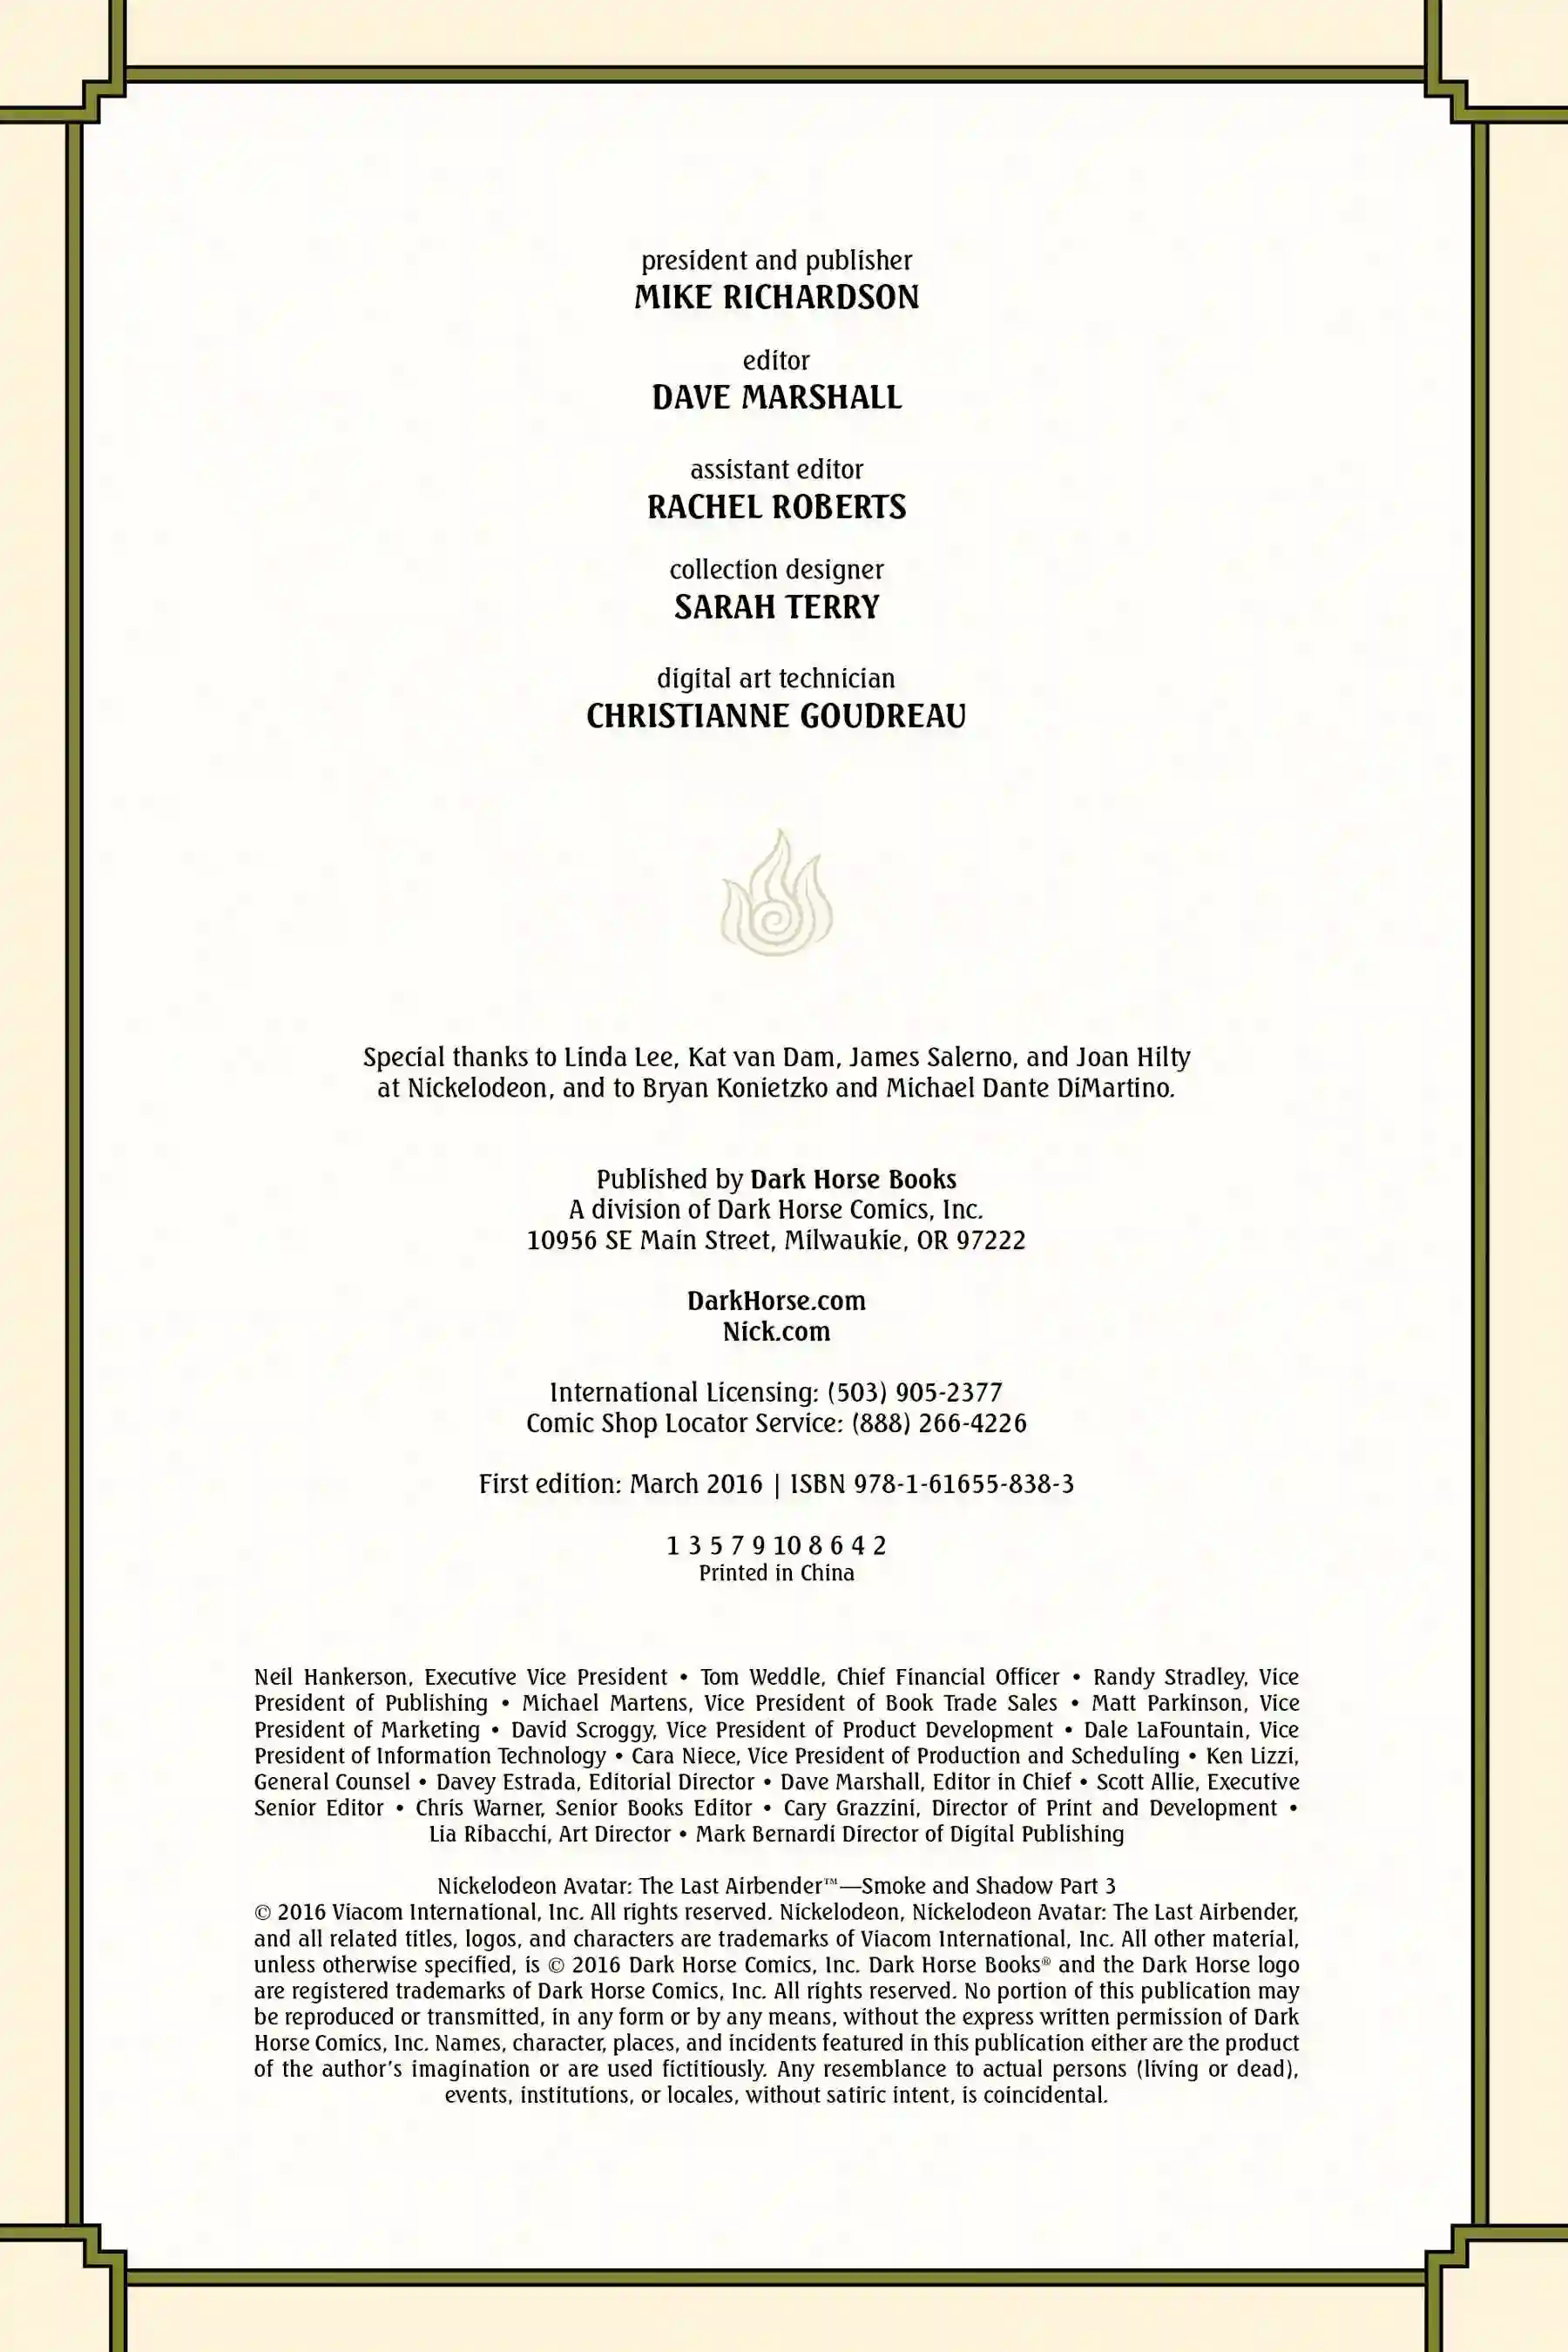 president and publisher
MIKE RICHARDSON
editor
DAVE MARSHALL
assistant editor
RACHEL ROBERTS
collection designer
SARAH TERRY
digital art technician
CHRISTIANNE GOUDREAU
Special thanks to Linda Lee, Kat van Dam, James Salerno, and Joan Hilty
at Nickelodeon, and to Bryan Konietzko and Michael Dante DiMartino.
Published by Dark Horse Books
A division of Dark Horse Comics, Inc.
10956 SE Main Street, Milwaukie, OR 97222
DarkHorse.com
Nick.com
International Licensing: (503) 905-2377
Comic Shop Locator Service: (888) 266-4226
First edition: March 2016 | ISBN 978-1-61655-838-3
1 3 5 7 9 10 8 6 4 2
Printed in China
Neil Hankerson, Executive Vice President • Tom Weddle, Chief Financial Officer • Randy Stradley, Vice
President of Publishing • Michael Martens, Vice President of Book Trade Sales • Matt Parkinson, Vice
President of Marketing • David Scroggy, Vice President of Product Development • Dale LaFountain, Vice
President of Information Technology • Cara Niece, Vice President of Production and Scheduling • Ken Lizzi,
General Counsel • Davey Estrada, Editorial Director • Dave Marshall, Editor in Chief • Scott Allie, Executive
Senior Editor • Chris Warner, Senior Books Editor • Cary Grazzini, Director of Print and Development •
Lia Ribacchi, Art Director • Mark Bernardi Director of Digital Publishing
Nickelodeon Avatar: The Last Airbender™—Smoke and Shadow Part 3
© 2016 Viacom International, Inc. All rights reserved. Nickelodeon, Nickelodeon Avatar: The Last Airbender,
and all related titles, logos, and characters are trademarks of Viacom International, Inc. All other material,
unless otherwise specified, is © 2016 Dark Horse Comics, Inc. Dark Horse Books® and the Dark Horse logo
are registered trademarks of Dark Horse Comics, Inc. All rights reserved. No portion of this publication may
be reproduced or transmitted, in any form or by any means, without the express written permission of Dark
Horse Comics, Inc. Names, character, places, and incidents featured in this publication either are the product
of the author's imagination or are used fictitiously. Any resemblance to actual persons (living or dead),
events, institutions, or locales, without satiric intent, is coincidental.